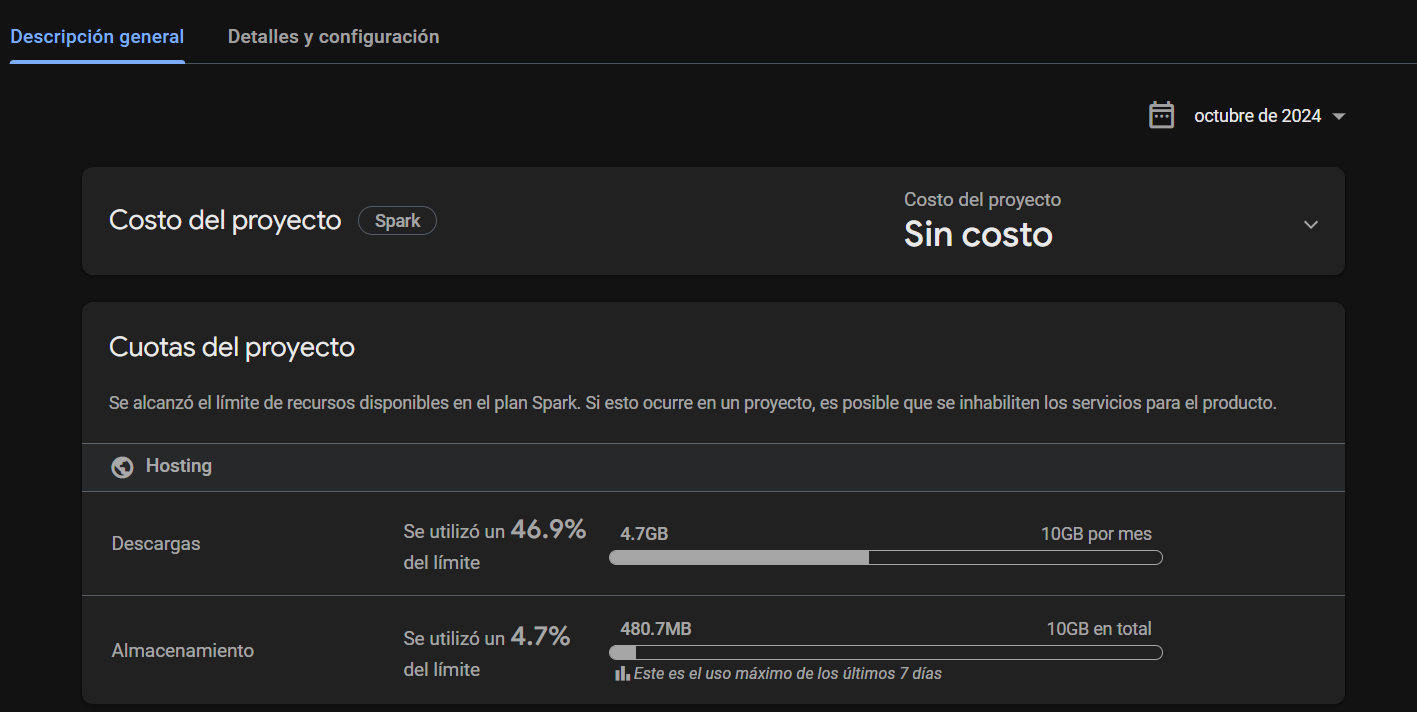 Descripción general
Detalles y configuración
octubre de 2024
Costo del proyecto
Spark
Costo del proyecto
Sin costo
Cuotas del proyecto
Se alcanzó el límite de recursos disponibles en el plan Spark. Si esto ocurre en un proyecto, es posible que se inhabiliten los servicios para el producto.
Hosting
Descargas
Se utilizó un 46.9%
del límite
4.7GB
10GB por mes
Almacenamiento
Se utilizó un 4.7%
del límite
480.7MB
10GB en total
Este es el uso máximo de los últimos 7 días